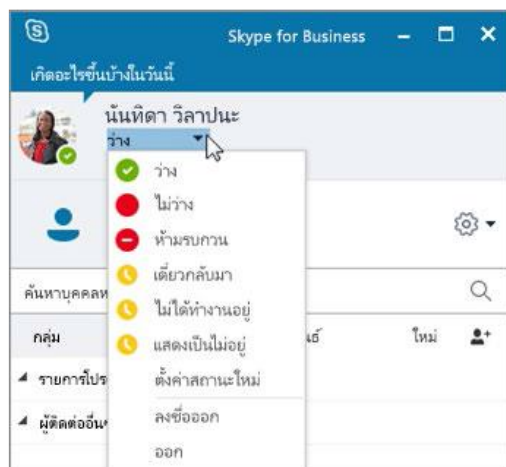 Skype for Business
เกิดอะไรขึ้นบ้างในวันนี้
นันทิดา วิลาปนะ
ว่าง
ว่าง
ไม่ว่าง
ห้ามรบกวน
เดี๋ยวกลับมา
ไม่ได้ทำงานอยู่
แสดงเป็นไม่อยู่
ตั้งค่าสถานะใหม่
ลงชื่อออก
ออก
ค้นหาบุคคล
กลุ่ม ใหม่
รายการโปร
ผู้ติดต่ออื่น